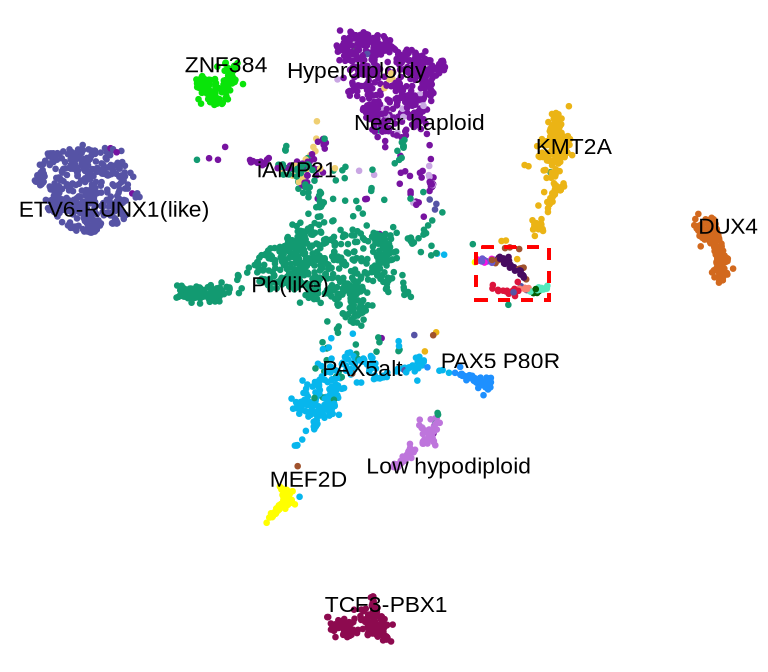 ZNF384
Hyperdiploidy
Near haploid
KMT2A
iAMP21
ETV6-RUNX1(like)
DUX4
Ph(like)
PAX5alt
PAX5 P80R
Low hypodiploid
MEF2D
TCF3-PBX1